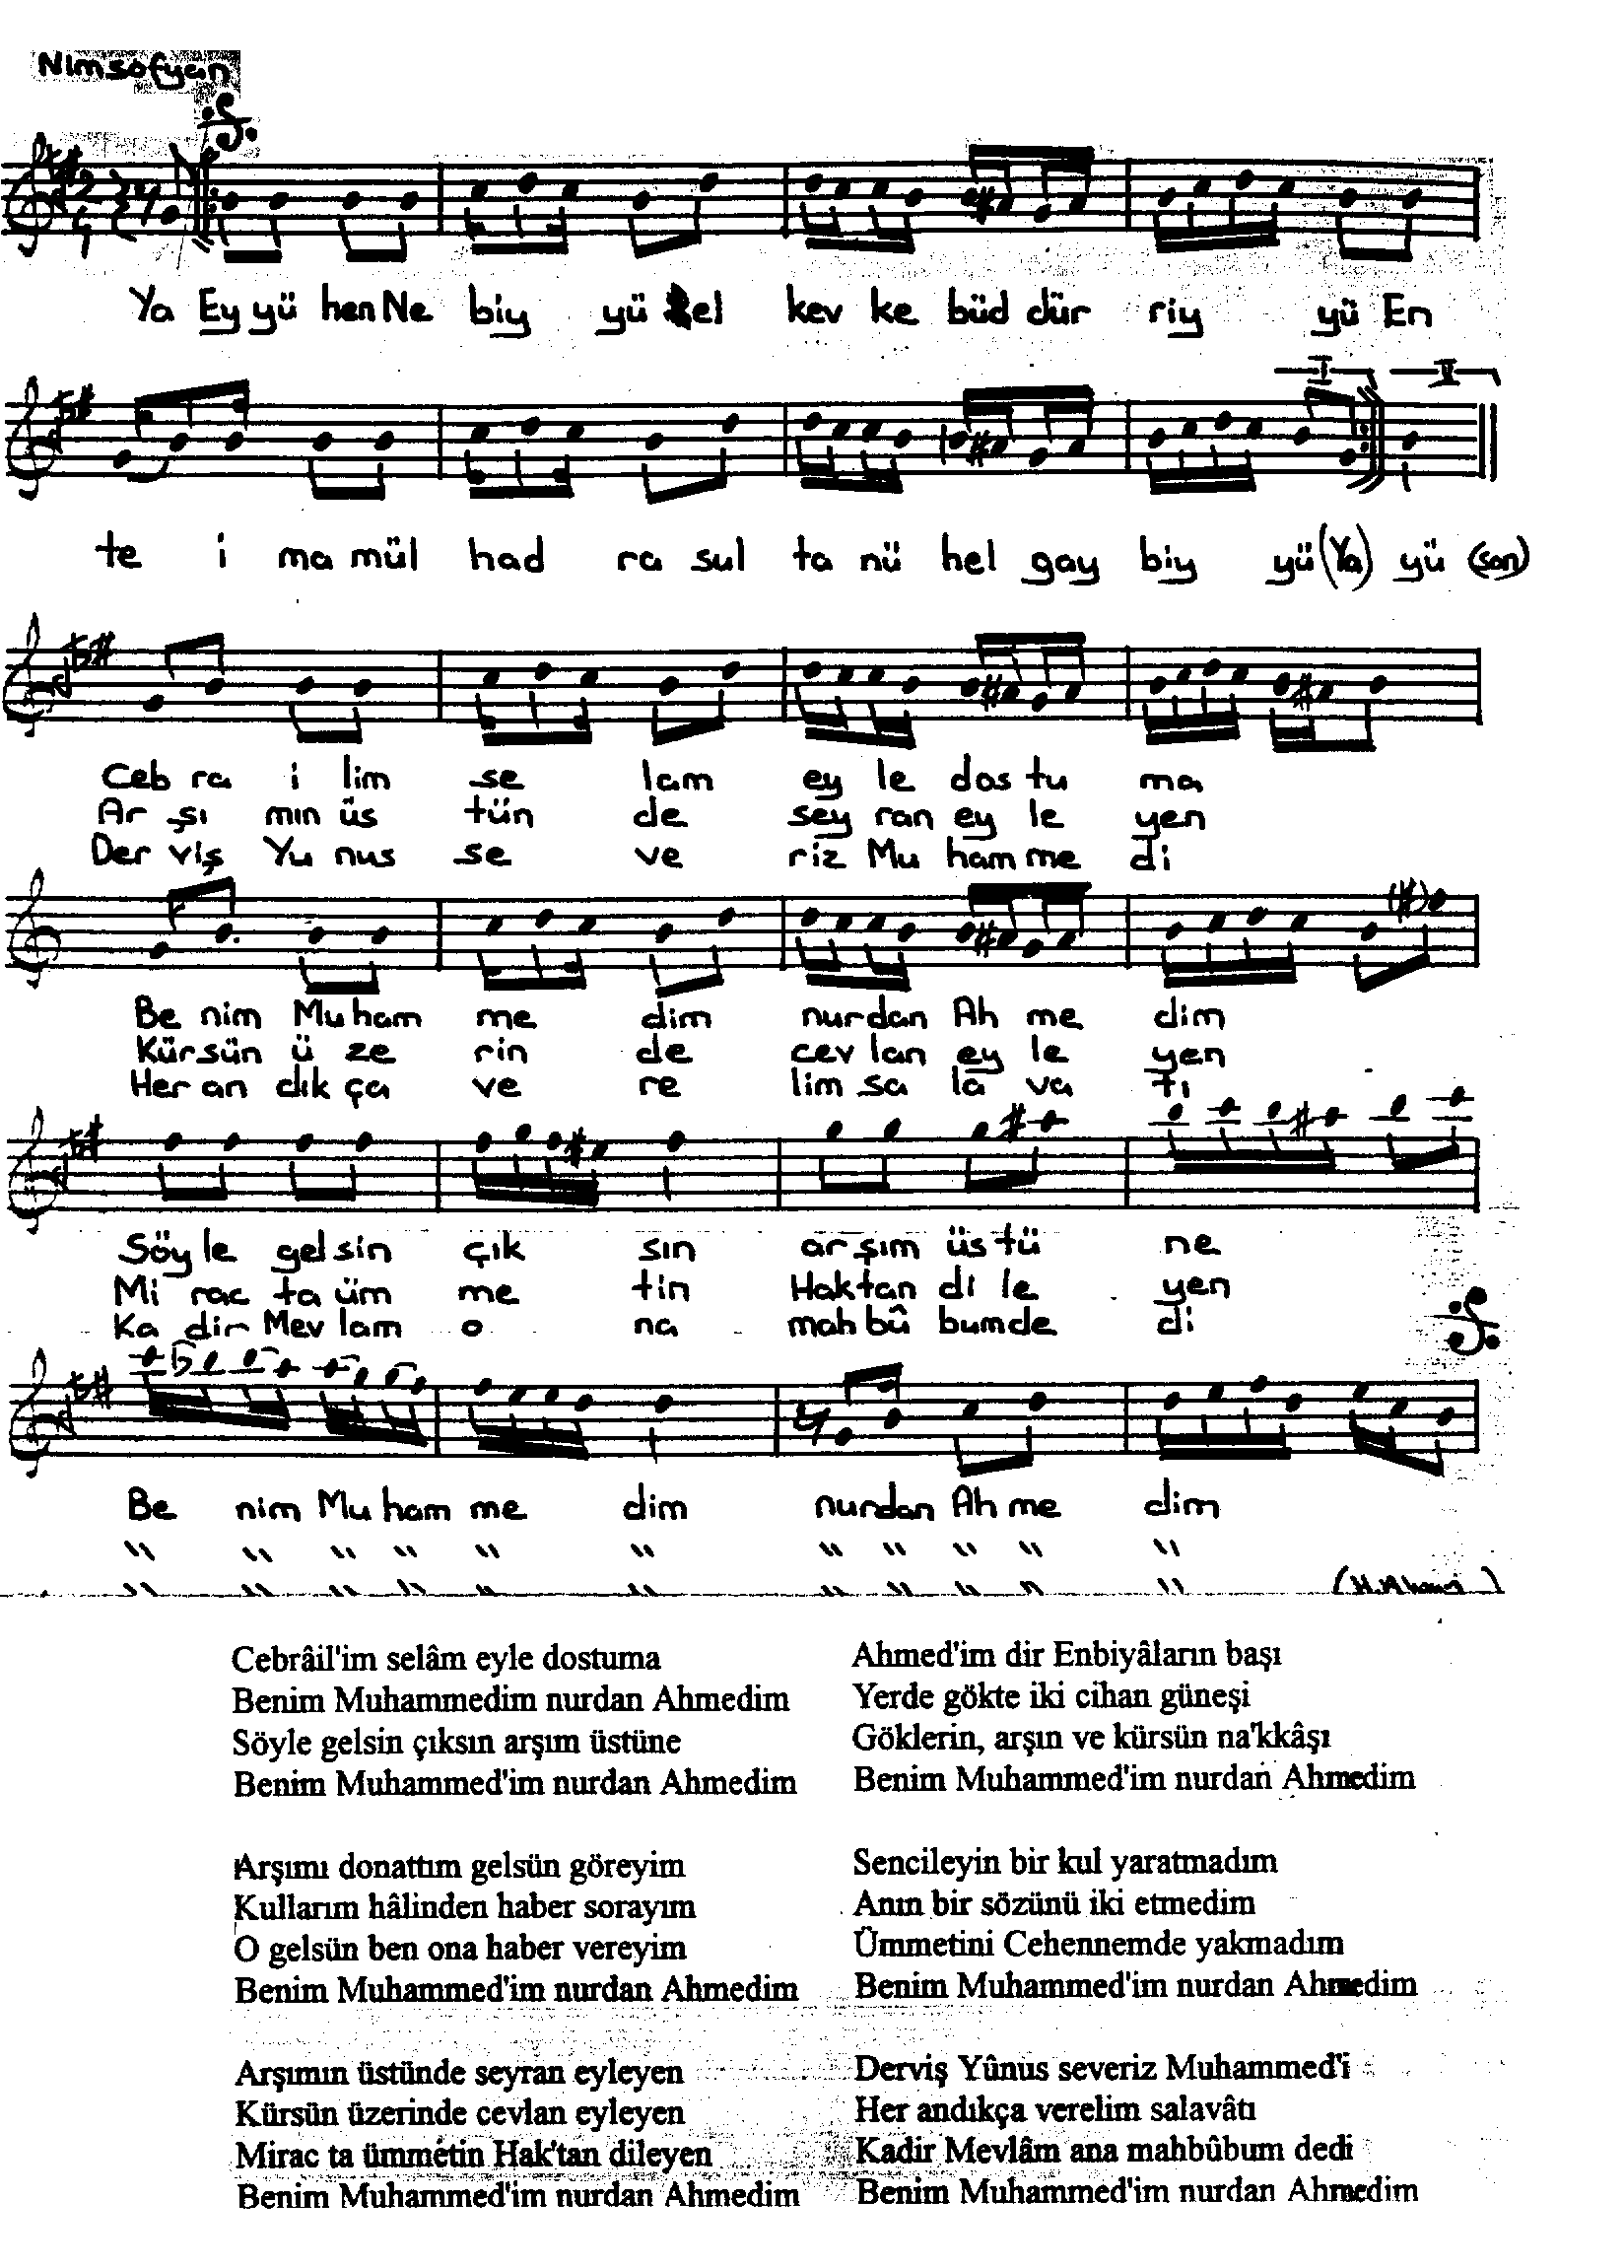 Nimsofyan
Ya Ey yü hen Ne biy yü el kev ke büd dür riy yü En
I II
te i ma mül had ra sul ta nü hel gay biy yü (Ya) yü (son)
Ceb ra i lim se lam ey le dos tu ma
Ar şı mın üs tün de sey ran ey le yen
Der viş Yu nus se ve riz Mu ham me di
Be nim Mu ham me dim nur dan Ah me dim
Kür sün ü ze rin de cev lan ey le yen
Her an dık ça ve re lim sa la va tı
Söy le gel sin çık sın ar şım üs tü ne
Mi rac ta üm me tin Hak tan di le yen
Ka dir Mev lam o na mah bû bum de di
Be nim Mu ham me dim nur dan Ah me dim
" " " " " " " " " " "
" " " " " " " " " " "
Cebrâil'im selâm eyle dostuma
Benim Muhammedim nurdan Ahmedim
Söyle gelsin çıksın arşım üstüne
Benim Muhammed'im nurdan Ahmedim
Arşımı donattım gelsün göreyim
Kullarım hâlinden haber sorayım
O gelsün ben ona haber vereyim
Benim Muhammed'im nurdan Ahmedim
Arşımın üstünde seyran eyleyen
Kürsün üzerinde cevlan eyleyen
Mirac ta ümmetin Hak'tan dileyen
Benim Muhammed'im nurdan Ahmedim
Ahmed'im dir Enbiyâların başı
Yerde gökte iki cihan güneşi
Göklerin, arşın ve kürsün na'kkâşı
Benim Muhammed'im nurdan Ahmedim
Sencileyin bir kul yaratmadım
Anın bir sözünü iki etmedim
Ümmetini Cehennemde yakmadım
Benim Muhammed'im nurdan Ahmedim
Derviş Yûnus severiz Muhammed'i
Her andıkça verelim salavâtı
Kadir Mevlâm ana mahbûbum dedi
Benim Muhammed'im nurdan Ahmedim